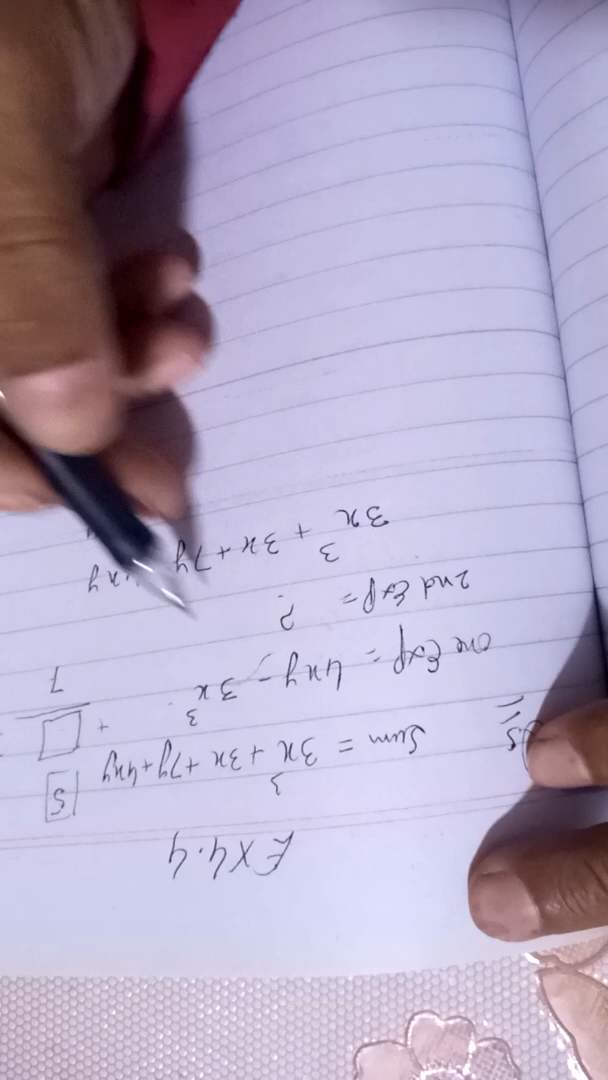 Ex 4.4
Sum = 3x³ + 3x + 7y + 4xy 5
one Exp = 4xy - 3x³ + □
7
2nd Exp = ?
3x³ + 3x + 7y